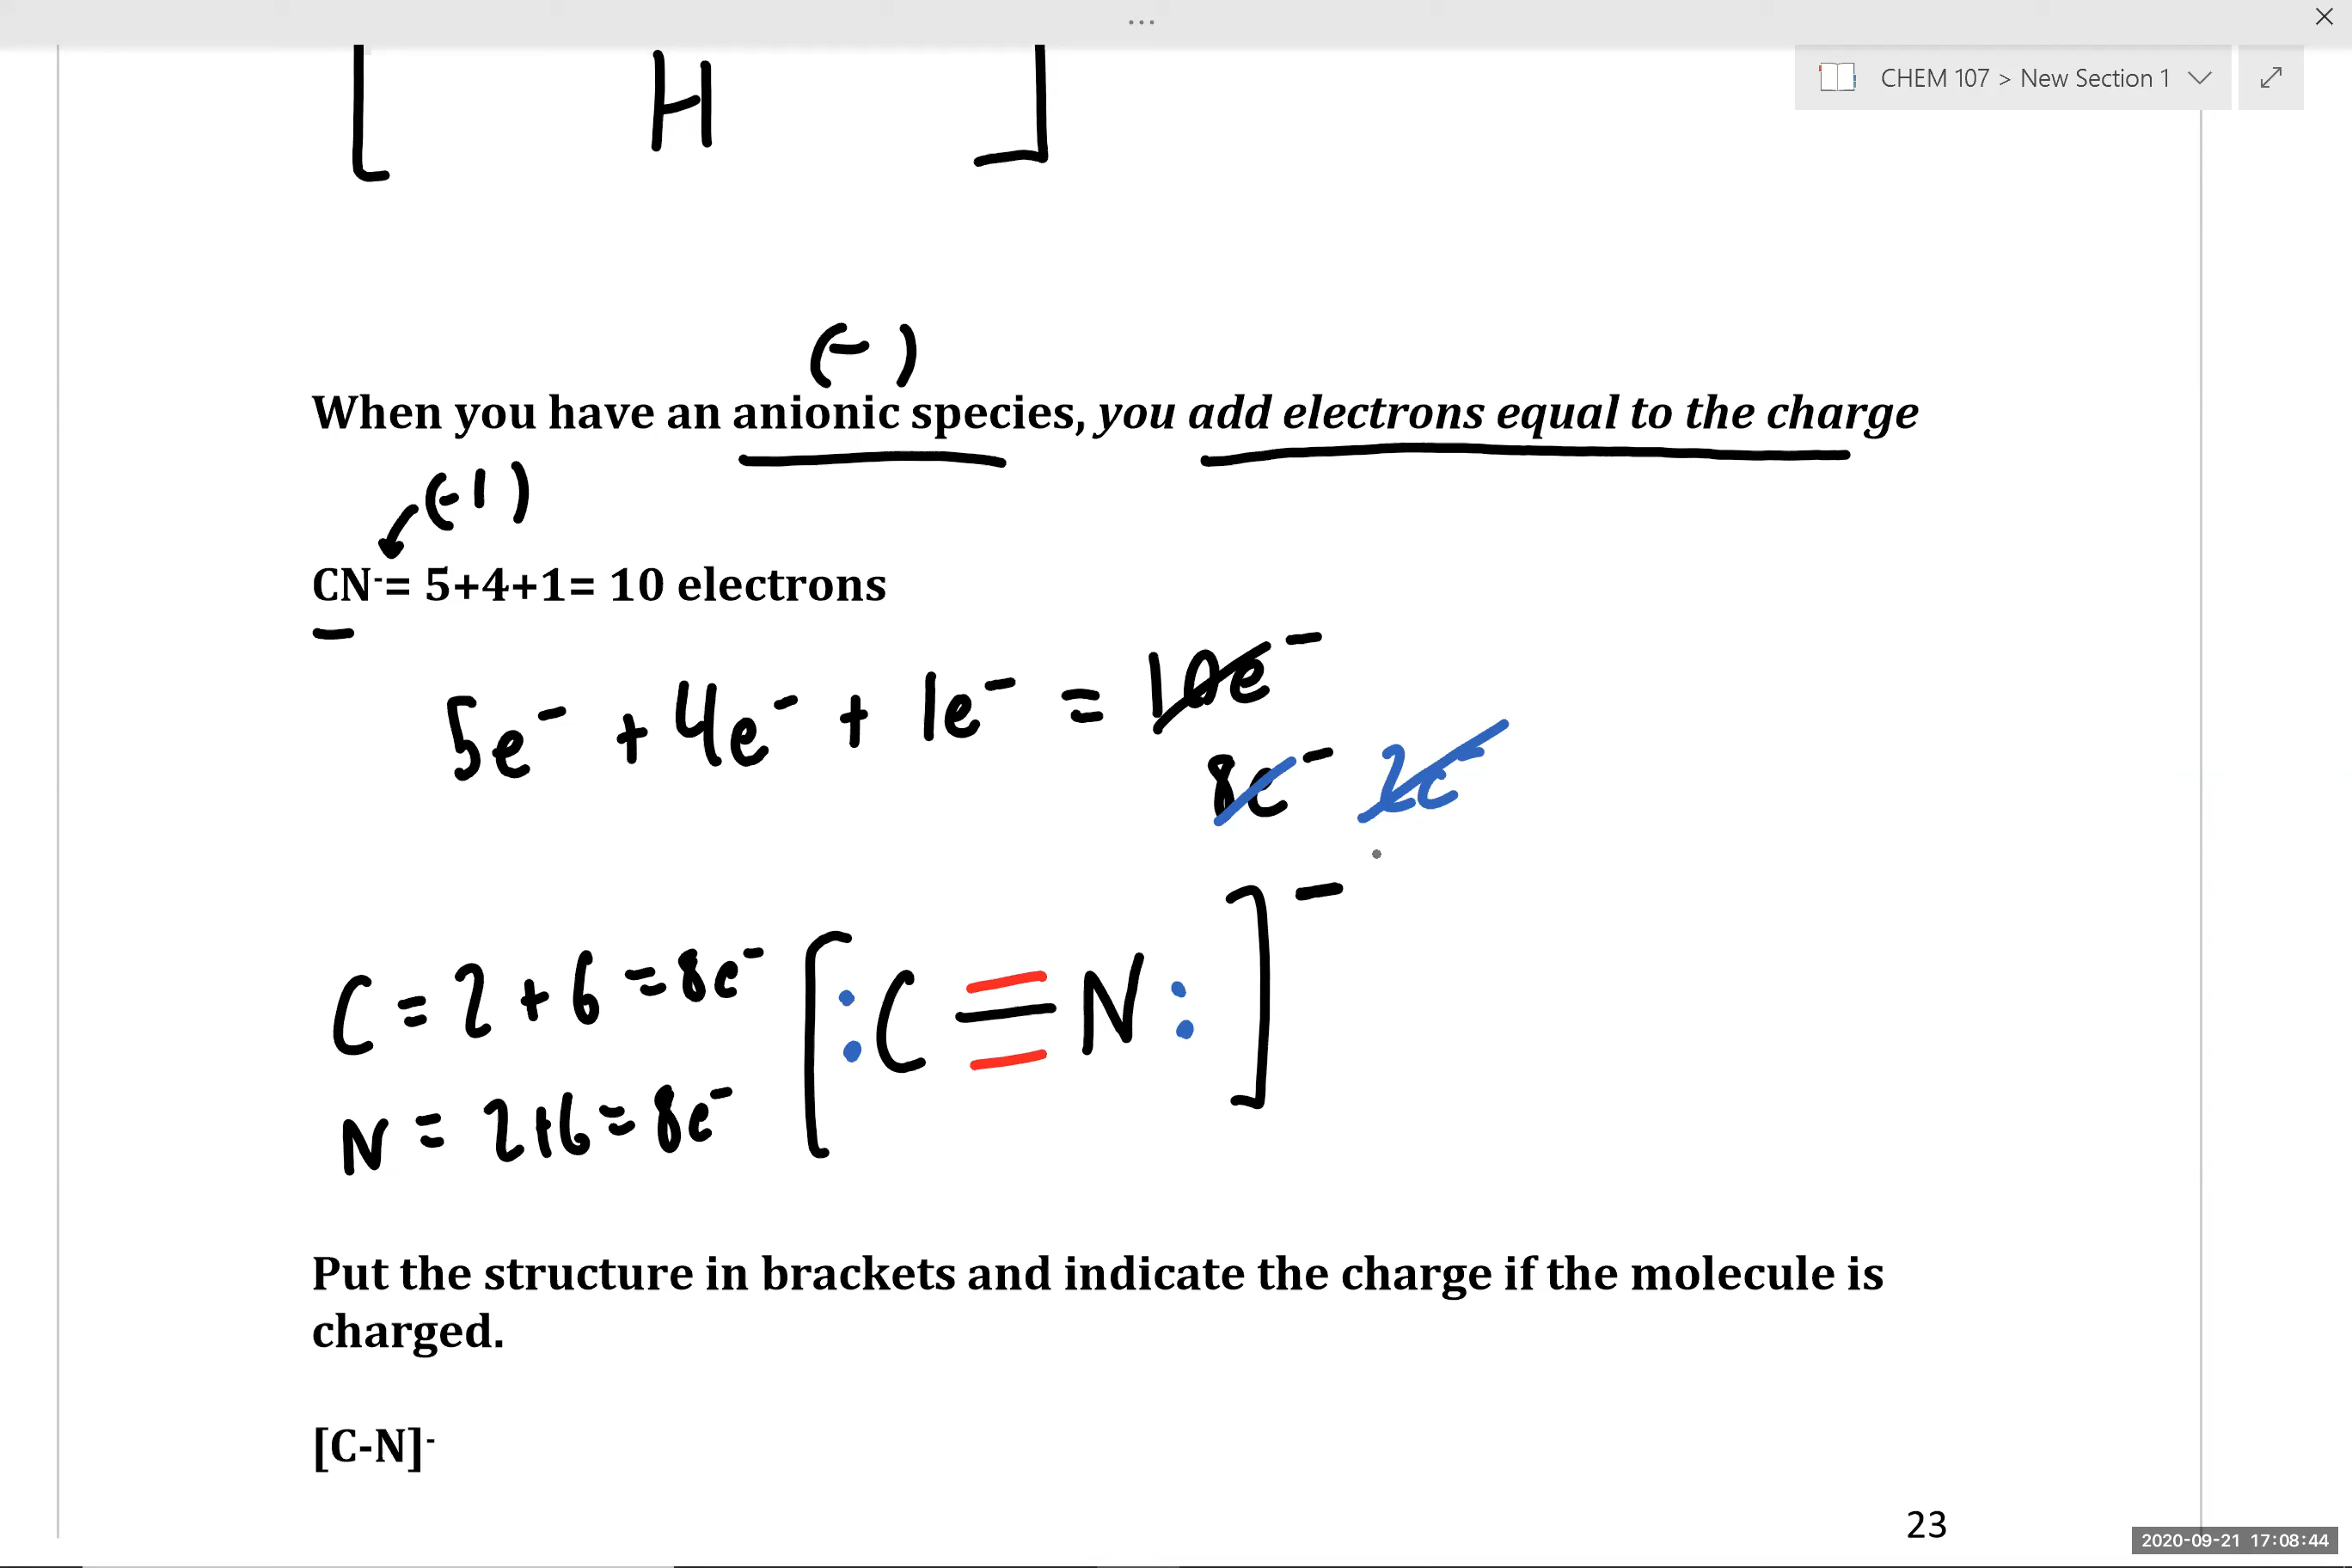 ...
CHEM 107 > New Section 1
H
(-)
When you have an anionic species, you add electrons equal to the charge
(-1)
CN⁻= 5+4+1= 10 electrons
5e⁻ + 4e⁻ + 1e⁻ = 10e⁻
8e⁻ 2e⁻
C = 2 + 6 = 8e⁻ [:C≡N:]⁻
N = 2+6 = 8e⁻
Put the structure in brackets and indicate the charge if the molecule is
charged.
[C-N]⁻
23
2020-09-21 17:08:44